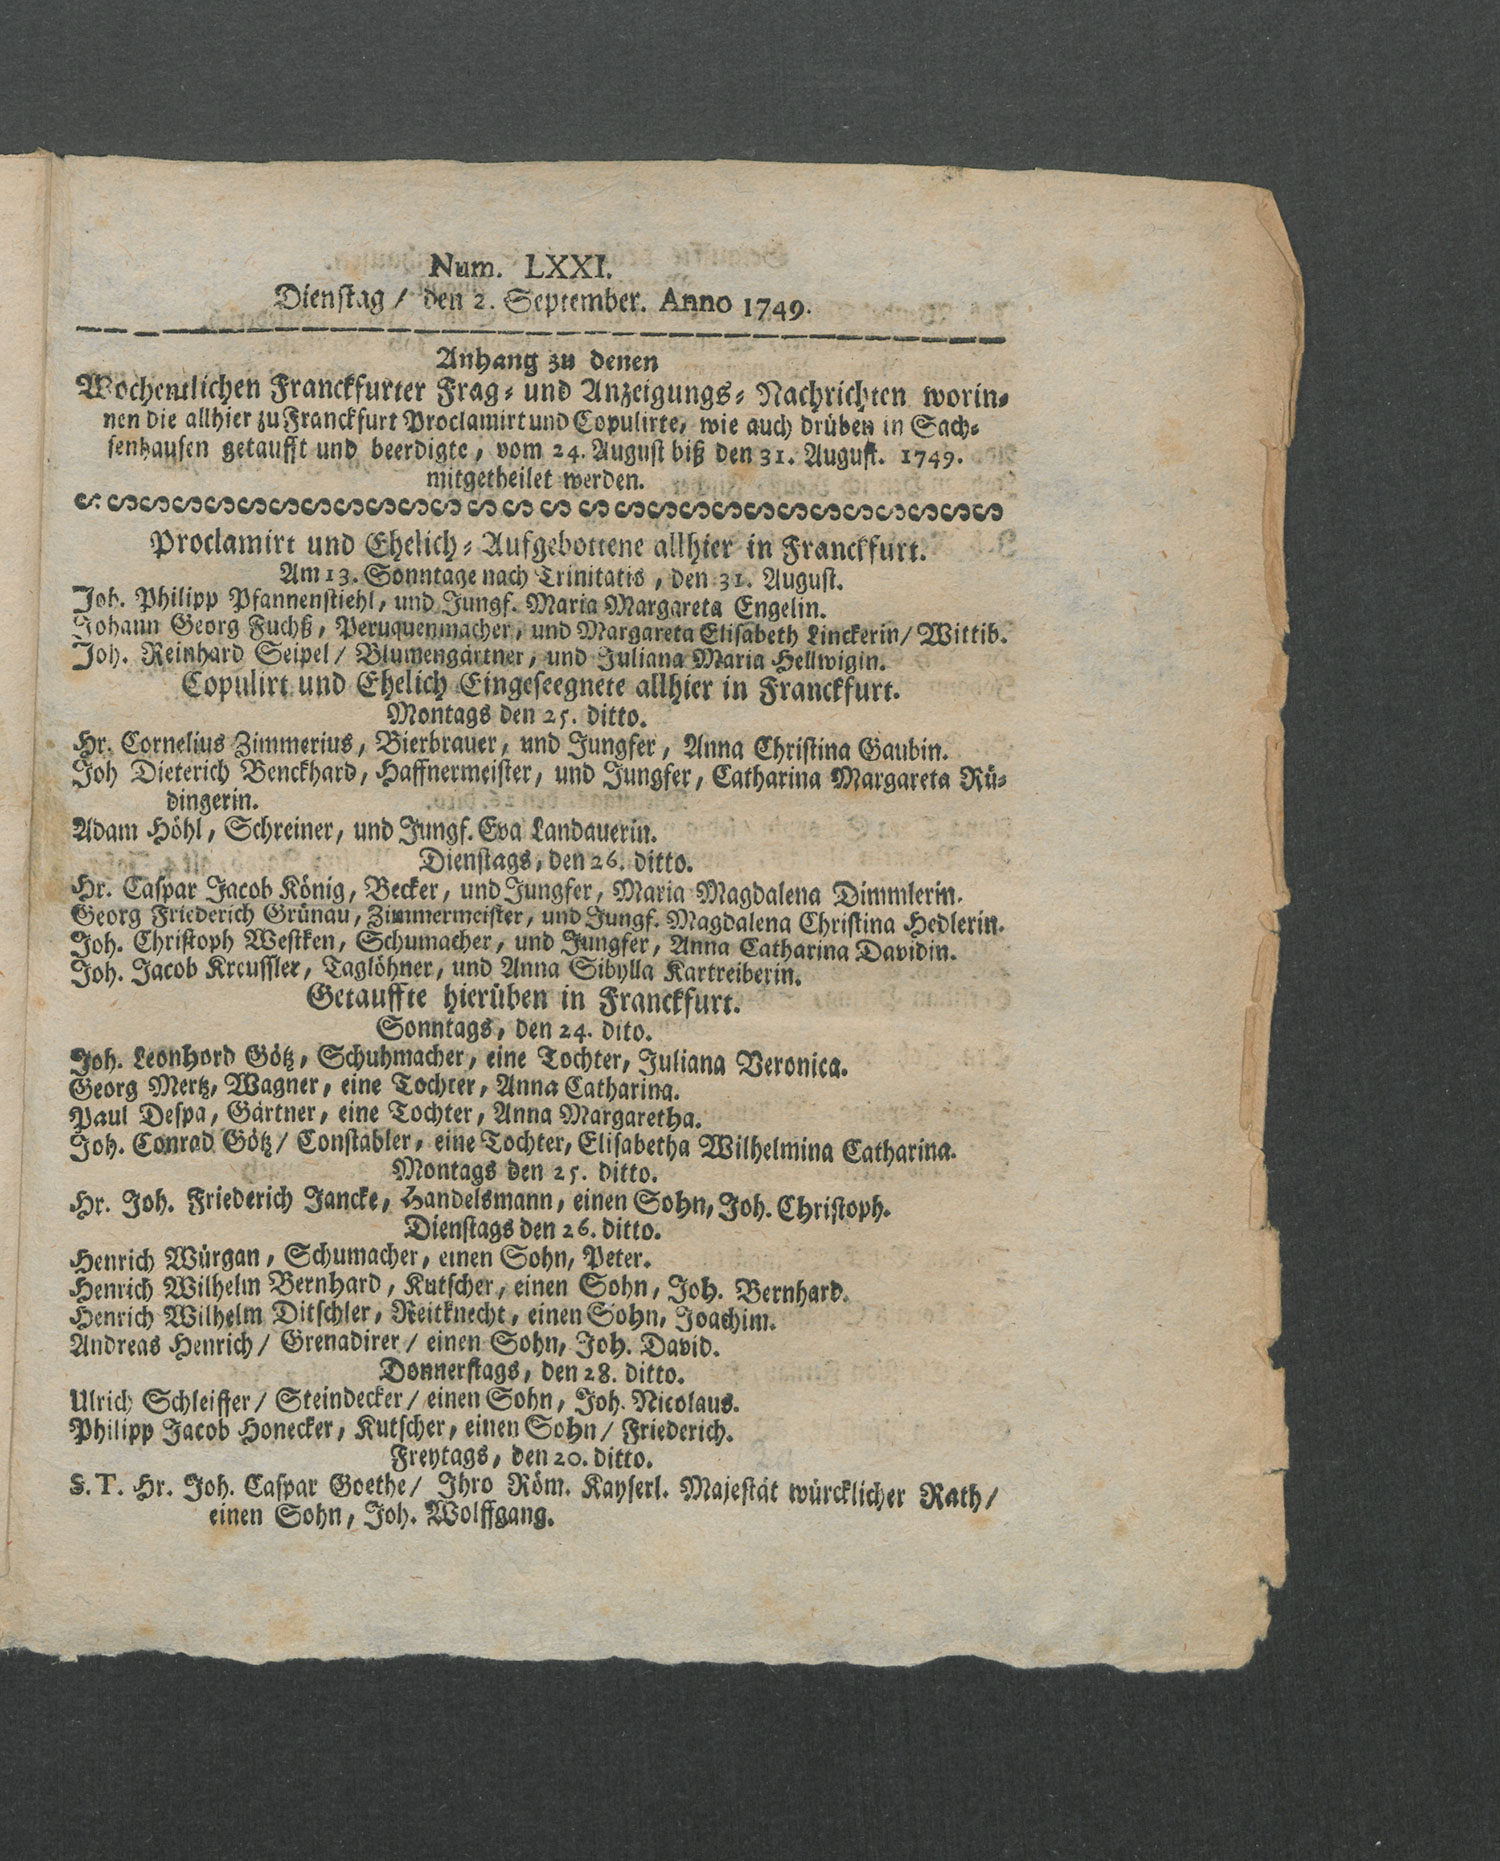 Num. LXXI.
Dienstag / den 2. September. Anno 1749.
Anhang zu denen
Wochentlichen Franckfurter Frag- und Anzeigungs-Nachrichten worin-
nen die allhier zu Franckfurt Proclamirt und Copulirte, wie auch drüben in Sach-
senhausen getaufft und beerdigte, vom 24. August biß den 31. August. 1749.
mitgetheilet werden.
Proclamirt und Ehelich-Aufgebottene allhier in Franckfurt.
Am 13. Sonntage nach Trinitatis, den 31. August.
Joh. Philipp Pfannenstiehl, und Jungf. Maria Margareta Engelin.
Johann Georg Fuchß, Peruquenmacher, und Margareta Elisabeth Linckerin/ Wittib.
Joh. Reinhard Seipel/ Blumengärtner, und Juliana Maria Hellwigin.
Copulirt und Ehelich Eingeseegnete allhier in Franckfurt.
Montags den 25. ditto.
Hr. Cornelius Zimmerius, Bierbrauer, und Jungfer, Anna Christina Gaubin.
Joh Dieterich Benckhard, Haffnermeister, und Jungfer, Catharina Margareta Rü-
dingerin.
Adam Höhl, Schreiner, und Jungf. Eva Landauerin.
Dienstags, den 26. ditto.
Hr. Caspar Jacob König, Becker, und Jungfer, Maria Magdalena Dimmlerin.
Georg Friederich Grünau, Zimmermeister, und Jungf. Magdalena Christina Hedlerin.
Joh. Christoph Westken, Schumacher, und Jungfer, Anna Catharina Davidin.
Joh. Jacob Kreussler, Taglöhner, und Anna Sibylla Kartreiberin.
Getauffte hierüben in Franckfurt.
Sonntags, den 24. dito.
Joh. Leonhord Götz, Schuhmacher, eine Tochter, Juliana Veronica.
Georg Mertz, Wagner, eine Tochter, Anna Catharina.
Paul Despa, Gärtner, eine Tochter, Anna Margaretha.
Joh. Conrad Götz/ Constabler, eine Tochter, Elisabetha Wilhelmina Catharina.
Montags den 25. ditto.
Hr. Joh. Friederich Jancke, Handelsmann, einen Sohn, Joh. Christoph.
Dienstags den 26. ditto.
Henrich Würgan, Schumacher, einen Sohn, Peter.
Henrich Wilhelm Bernhard, Kutscher, einen Sohn, Joh. Bernhard.
Henrich Wilhelm Ditschler, Reitknecht, einen Sohn, Joachim.
Andreas Henrich/ Grenadirer/ einen Sohn, Joh. David.
Donnerstags, den 28. ditto.
Ulrich Schleiffer/ Steindecker/ einen Sohn, Joh. Nicolaus.
Philipp Jacob Honecker, Kutscher, einen Sohn/ Friederich.
Freytags, den 20. ditto.
S. T. Hr. Joh. Caspar Goethe/ Ihro Röm. Kayserl. Majestät würcklicher Rath/
einen Sohn, Joh. Wolffgang.